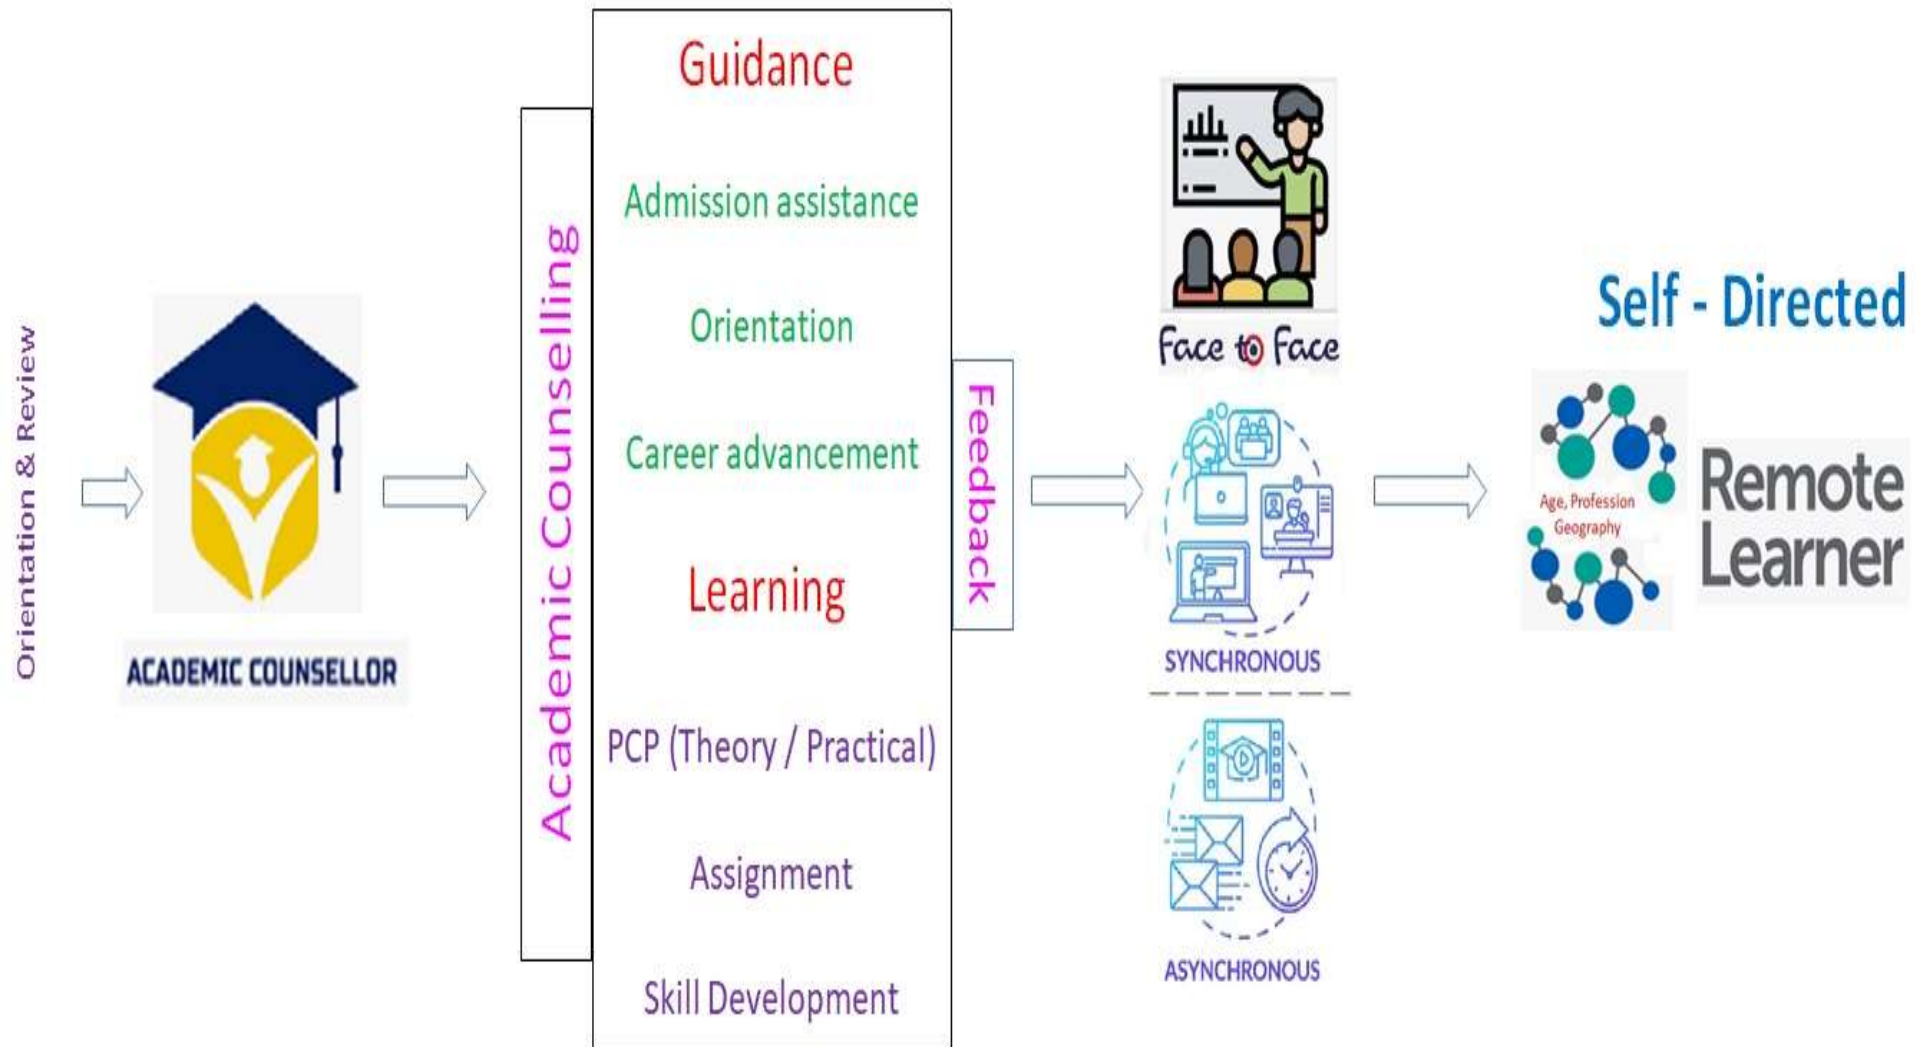 Orientation & Review
ACADEMIC COUNSELLOR
Academic Counselling
Guidance
Admission assistance
Orientation
Career advancement
Learning
PCP (Theory / Practical)
Assignment
Skill Development
Feedback
Face to Face
SYNCHRONOUS
ASYNCHRONOUS
Self - Directed
Age, Profession
Geography
Remote
Learner